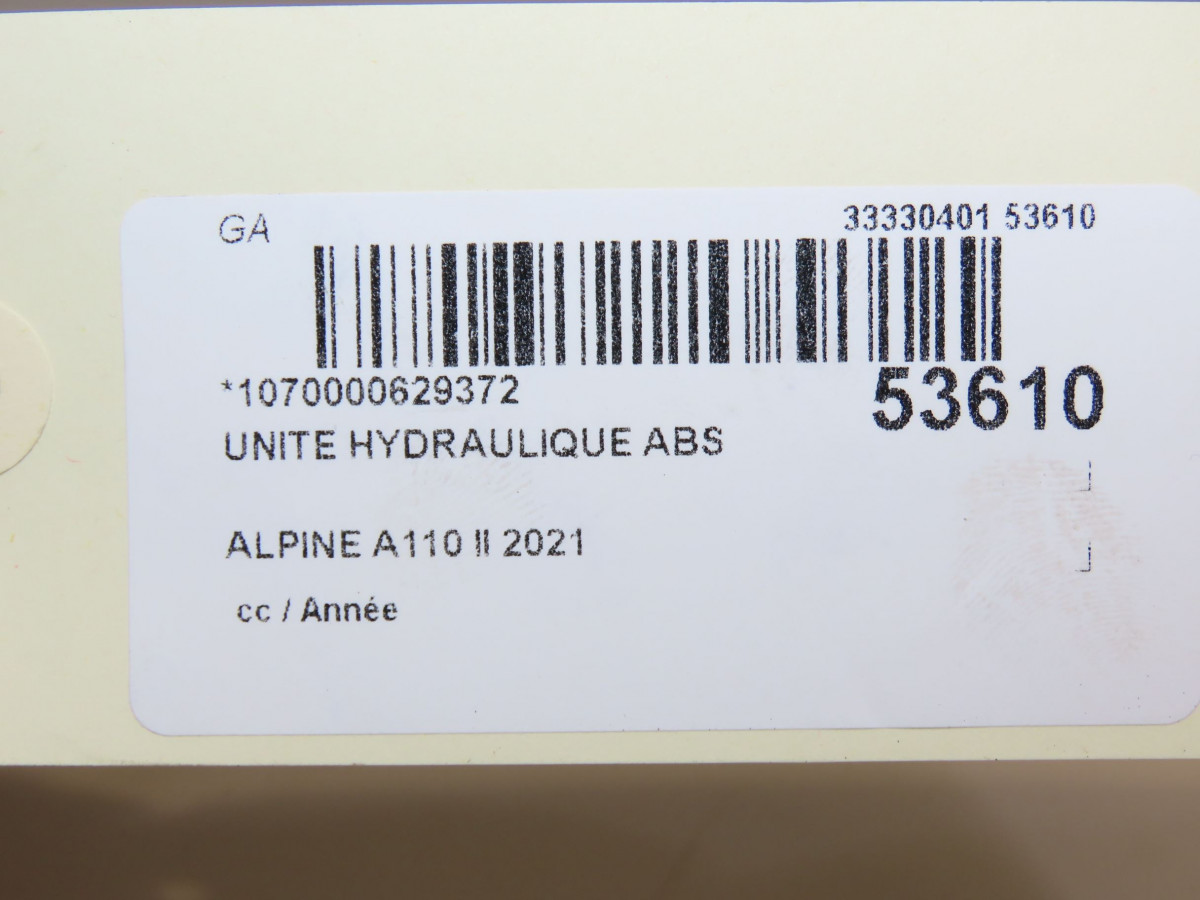 GA
33330401 53610
*1070000629372
53610
UNITE HYDRAULIQUE ABS
ALPINE A110 II 2021
cc / Année